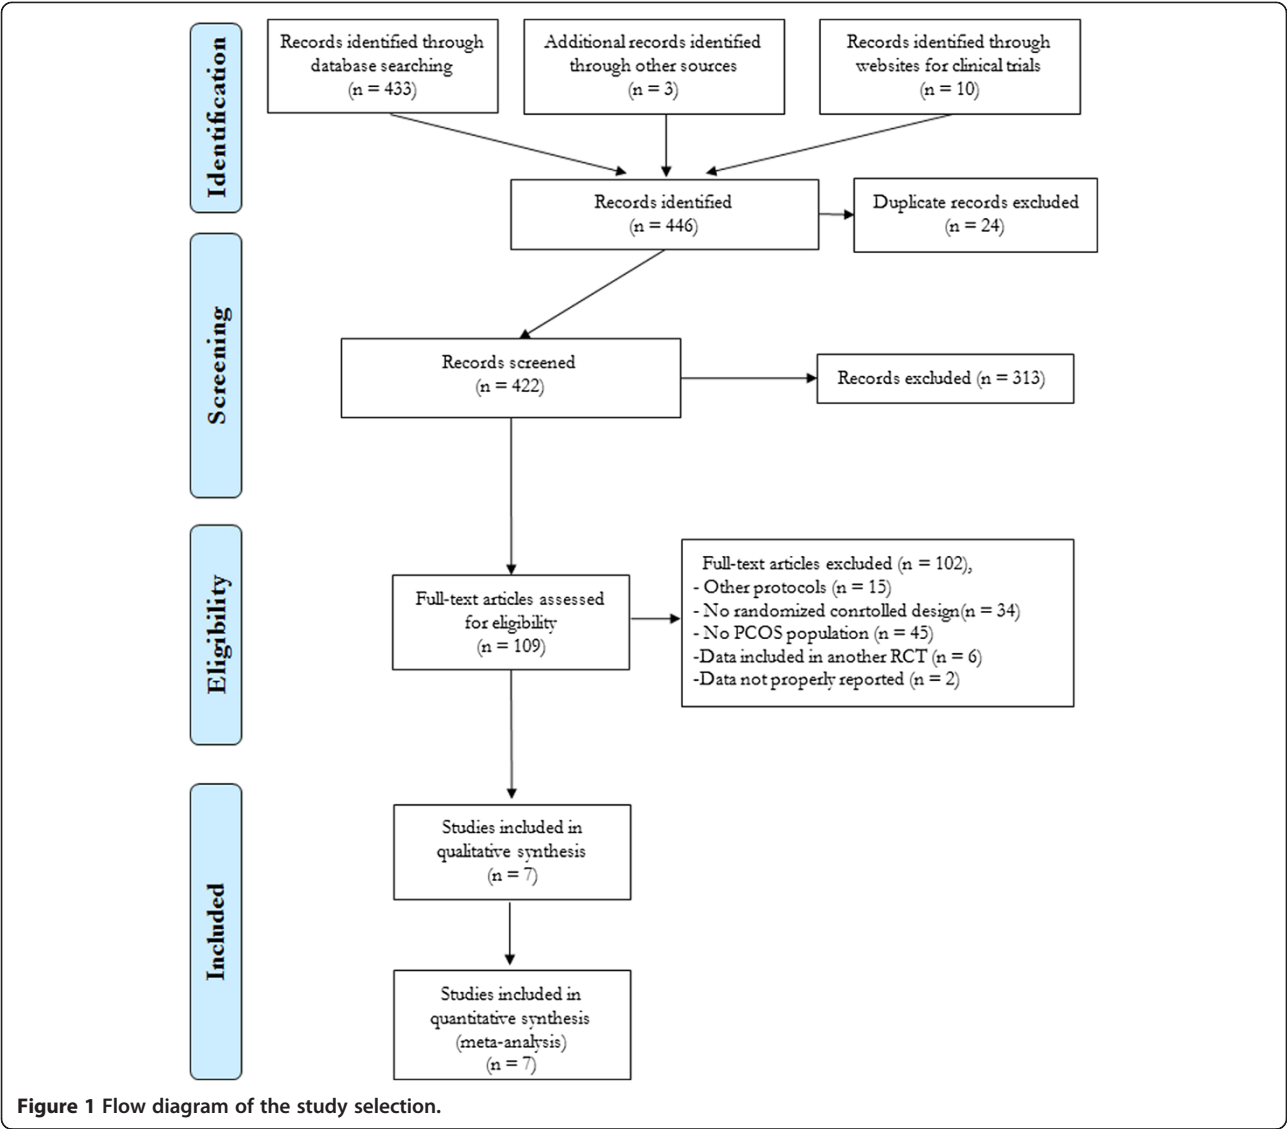 Identification
Records identified through
database searching
(n = 433)
Additional records identified
through other sources
(n = 3)
Records identified through
websites for clinical trials
(n = 10)
Records identified
(n = 446)
Duplicate records excluded
(n = 24)
Screening
Records screened
(n = 422)
Records excluded (n = 313)
Eligibility
Full-text articles assessed
for eligibility
(n = 109)
Full-text articles excluded (n = 102),
- Other protocols (n = 15)
- No randomized conrtolled design(n = 34)
- No PCOS population (n = 45)
-Data included in another RCT (n = 6)
-Data not properly reported (n = 2)
Included
Studies included in
qualitative synthesis
(n = 7)
Studies included in
quantitative synthesis
(meta-analysis)
(n = 7)
Figure 1 Flow diagram of the study selection.